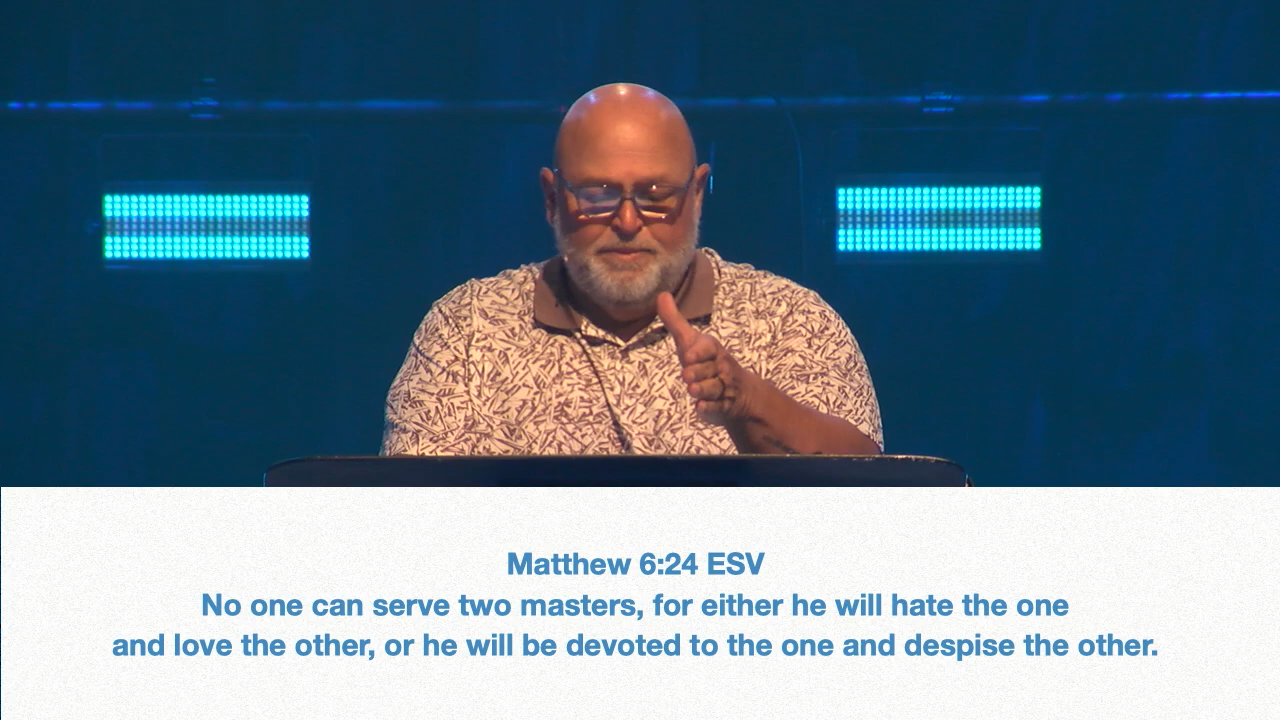 Matthew 6:24 ESV
No one can serve two masters, for either he will hate the one
and love the other, or he will be devoted to the one and despise the other.